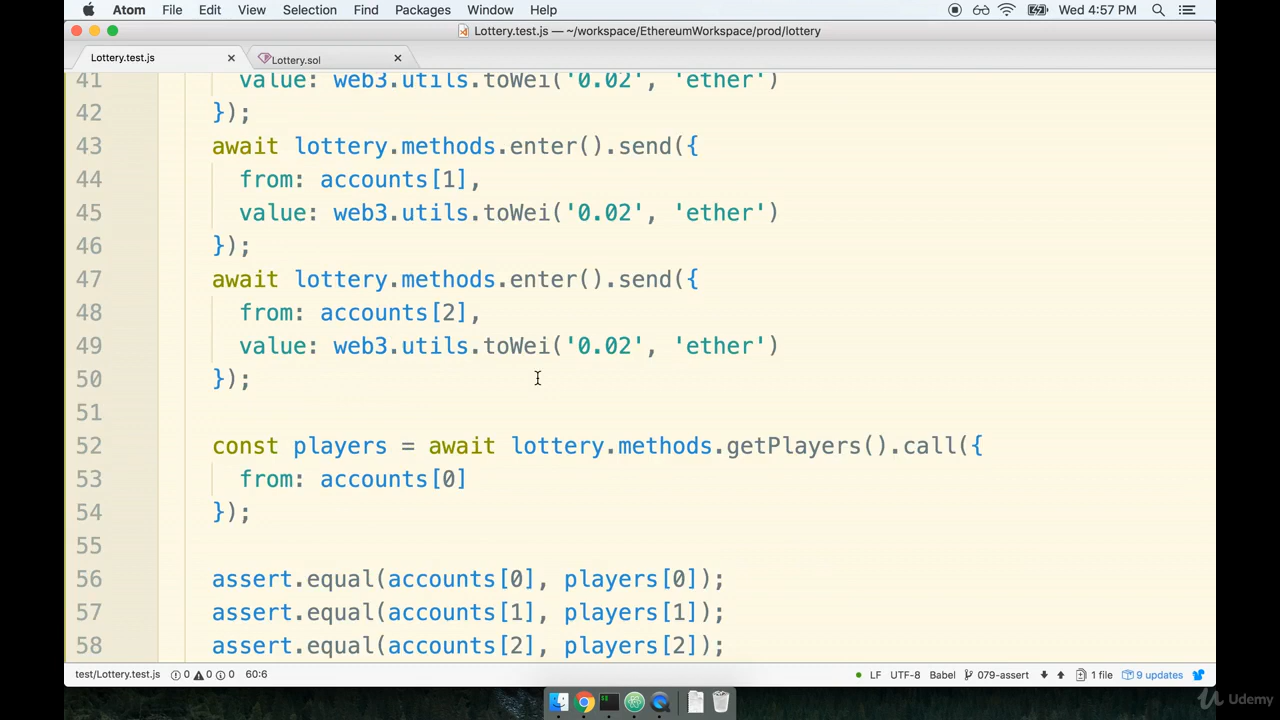 Atom File Edit View Selection Find Packages Window Help Wed 4:57 PM
Lottery.test.js — ~/workspace/EthereumWorkspace/prod/lottery
Lottery.test.js Lottery.sol
41 value: web3.utils.toWei('0.02', 'ether')
42 });
43 await lottery.methods.enter().send({
44 from: accounts[1],
45 value: web3.utils.toWei('0.02', 'ether')
46 });
47 await lottery.methods.enter().send({
48 from: accounts[2],
49 value: web3.utils.toWei('0.02', 'ether')
50 });
51
52 const players = await lottery.methods.getPlayers().call({
53 from: accounts[0]
54 });
55
56 assert.equal(accounts[0], players[0]);
57 assert.equal(accounts[1], players[1]);
58 assert.equal(accounts[2], players[2]);
test/Lottery.test.js 0 0 0 60:6 LF UTF-8 Babel 079-assert 1 file 9 updates
Udemy